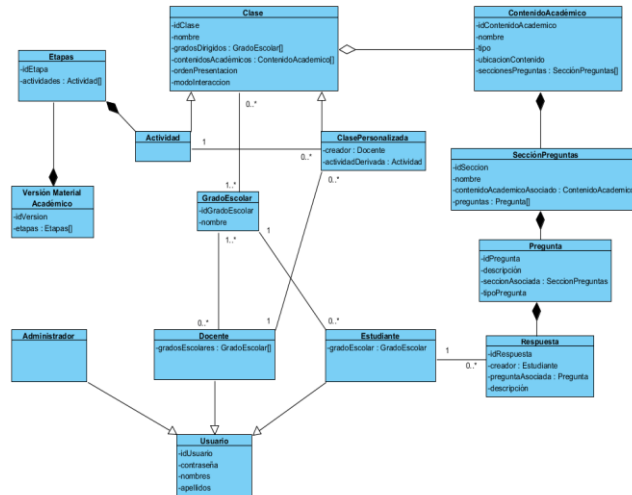 Clase
-idClase
-nombre
-gradosDirigidos : GradoEscolar[]
-contenidosAcadémicos : ContenidoAcademico[]
-ordenPresentacion
-modoInteraccion
ContenidoAcadémico
-idContenidoAcademico
-nombre
-tipo
-ubicacionContenido
-seccionesPreguntas : SecciónPreguntas[]
Etapas
-idEtapa
-actividades : Actividad[]
0..*
Actividad
1
0..*
ClasePersonalizada
-creador : Docente
-actividadDerivada : Actividad
0..*
SecciónPreguntas
-idSeccion
-nombre
-contenidoAcademicoAsociado : ContenidoAcademico
-preguntas : Pregunta[]
Versión Material
Académico
-idVersion
-etapas : Etapas[]
1..*
GradoEscolar
-idGradoEscolar
-nombre
1..*
1
Pregunta
-idPregunta
-descripción
-seccionAsociada : SeccionPreguntas
-tipoPregunta
0..*
1
0..*
Administrador
Docente
-gradosEscolares : GradoEscolar[]
Estudiante
-gradoEscolar : GradoEscolar
1
0..*
Respuesta
-idRespuesta
-creador : Estudiante
-preguntaAsociada : Pregunta
-descripción
Usuario
-idUsuario
-contraseña
-nombres
-apellidos